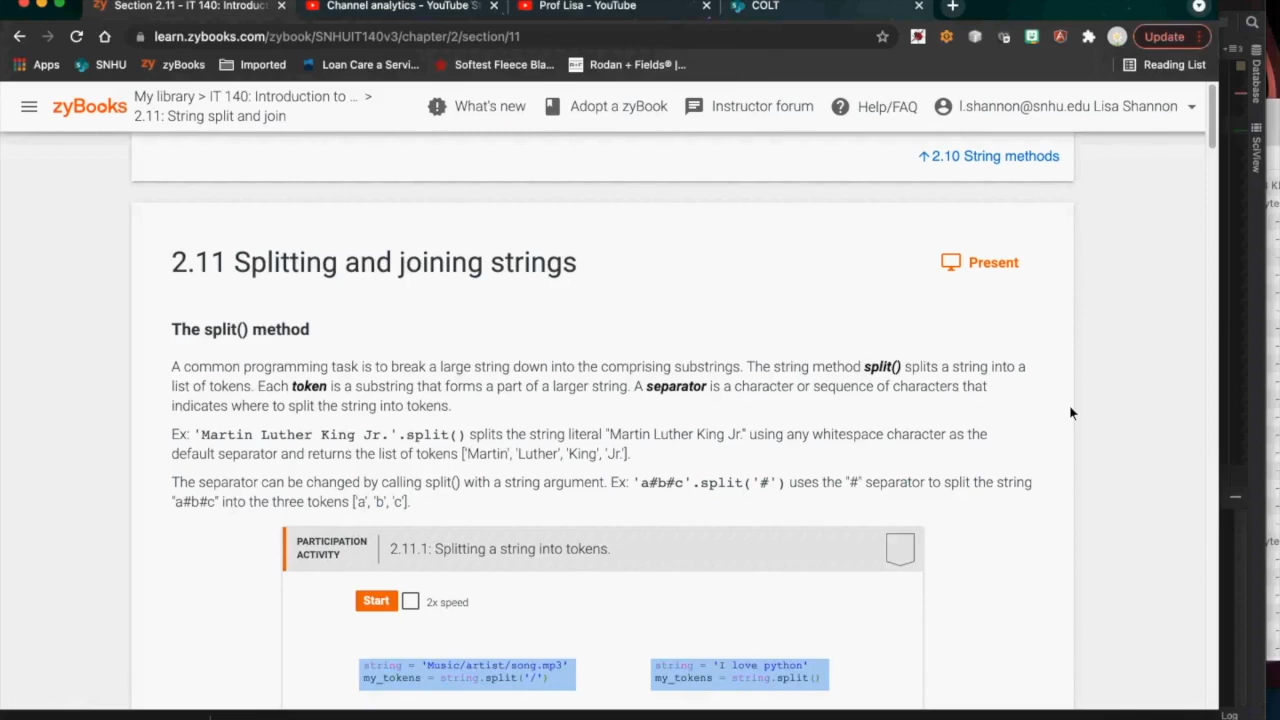 Section 2.11 - IT 140: Introduct
Channel analytics - YouTube S
Prof Lisa - YouTube
COLT
learn.zybooks.com/zybook/SNHUIT140v3/chapter/2/section/11
Update
Apps
SNHU
zyBooks
Imported
Loan Care a Servi...
Softest Fleece Bla...
Rodan + Fields® |...
Reading List
Database
SciView
zyBooks
My library > IT 140: Introduction to ... >
2.11: String split and join
What's new
Adopt a zyBook
Instructor forum
Help/FAQ
l.shannon@snhu.edu Lisa Shannon
2.10 String methods
2.11 Splitting and joining strings
Present
The split() method
A common programming task is to break a large string down into the comprising substrings. The string method split() splits a string into a
list of tokens. Each token is a substring that forms a part of a larger string. A separator is a character or sequence of characters that
indicates where to split the string into tokens.
Ex: 'Martin Luther King Jr.'.split() splits the string literal "Martin Luther King Jr." using any whitespace character as the
default separator and returns the list of tokens ['Martin', 'Luther', 'King', 'Jr.'].
The separator can be changed by calling split() with a string argument. Ex: 'a#b#c'.split('#') uses the "#" separator to split the string
"a#b#c" into the three tokens ['a', 'b', 'c'].
PARTICIPATION
ACTIVITY
2.11.1: Splitting a string into tokens.
Start
2x speed
string = 'Music/artist/song.mp3'
my_tokens = string.split('/')
string = 'I love python'
my_tokens = string.split()
Log